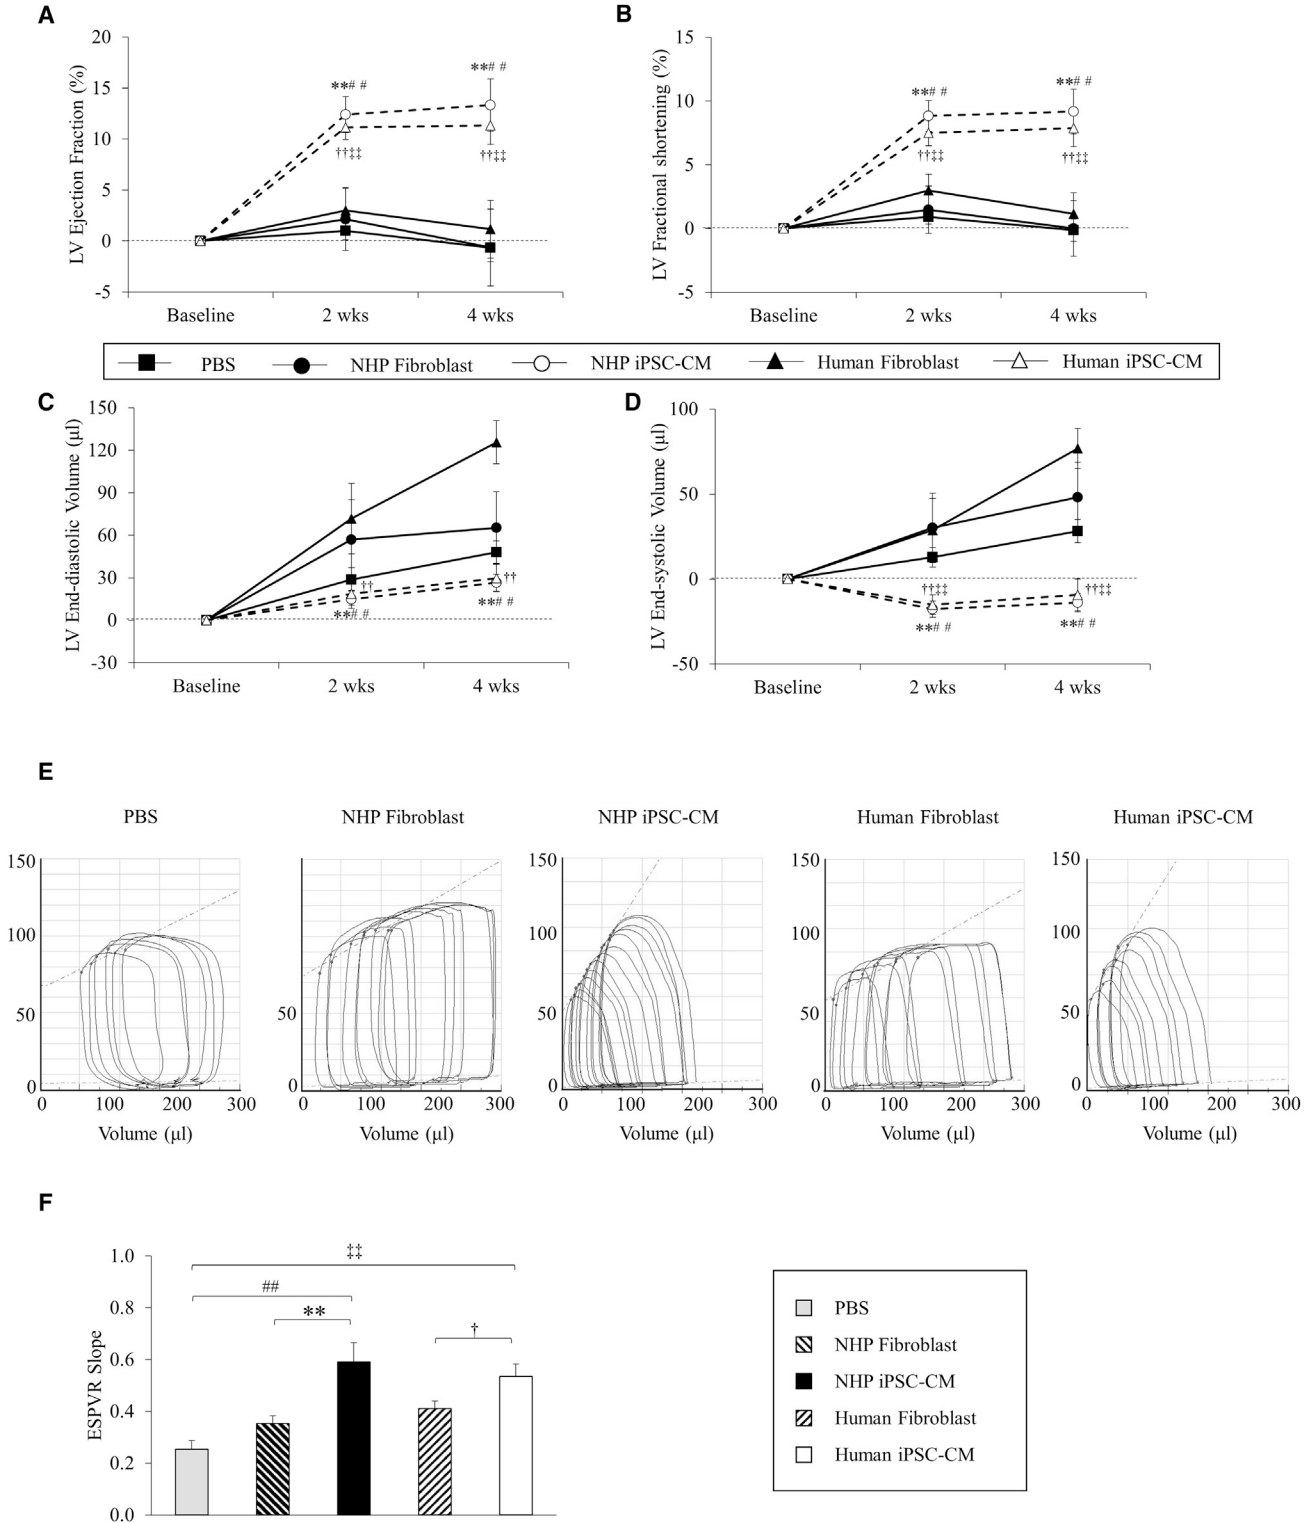 A
B
20
15
10
5
0
-5
LV Ejection Fraction (%)
**# #
**# #
††‡‡
††‡‡
Baseline
2 wks
4 wks
15
10
5
0
-5
LV Fractional shortening (%)
**# #
**# #
††‡‡
††‡‡
Baseline
2 wks
4 wks
PBS
NHP Fibroblast
NHP iPSC-CM
Human Fibroblast
Human iPSC-CM
C
D
150
120
90
60
30
0
-30
LV End-diastolic Volume (μl)
††
††
**# #
**# #
Baseline
2 wks
4 wks
100
50
0
-50
LV End-systolic Volume (μl)
††‡‡
††‡‡
**# #
**# #
Baseline
2 wks
4 wks
E
PBS
NHP Fibroblast
NHP iPSC-CM
Human Fibroblast
Human iPSC-CM
150
100
50
0
0
100
200
300
Volume (μl)
50
0
0
100
200
300
Volume (μl)
150
100
50
0
0
100
200
300
Volume (μl)
150
100
50
0
0
100
200
300
Volume (μl)
150
100
50
0
0
100
200
300
Volume (μl)
F
1.0
0.8
0.6
0.4
0.2
0.0
ESPVR Slope
‡‡
##
**
†
PBS
NHP Fibroblast
NHP iPSC-CM
Human Fibroblast
Human iPSC-CM